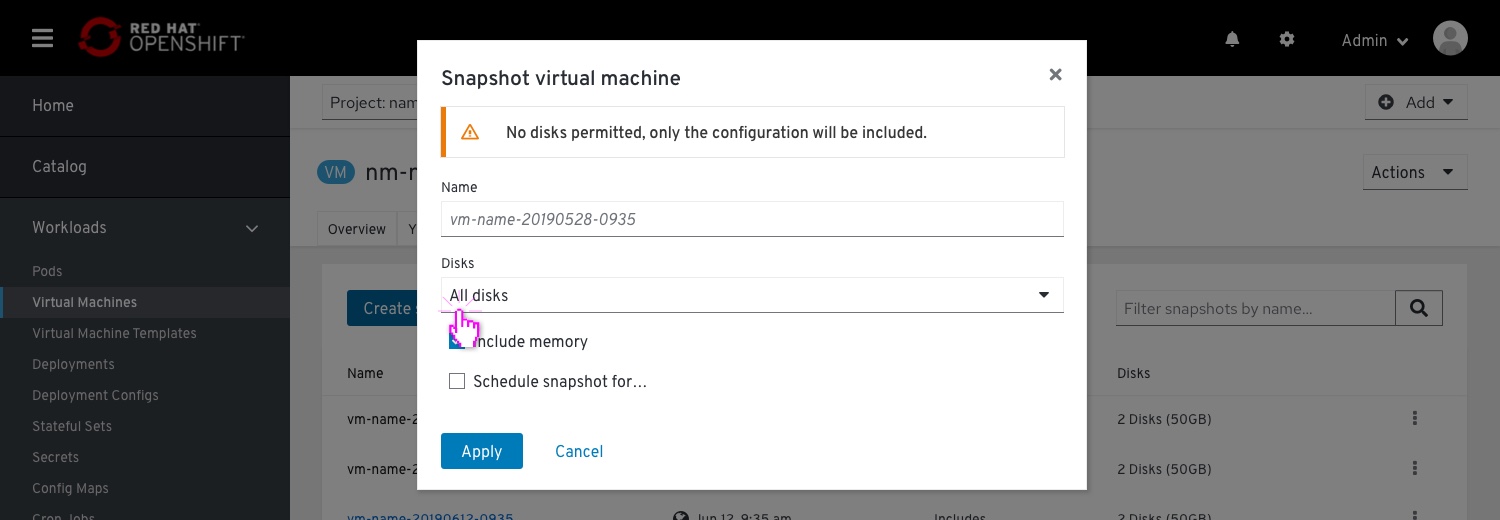 RED HAT
OPENSHIFT
Admin
Home
Catalog
Workloads
Pods
Virtual Machines
Virtual Machine Templates
Deployments
Deployment Configs
Stateful Sets
Secrets
Config Maps
Cron Jobs
Project: nam
Add
VM nm-
Actions
Overview
Y
Create
Filter snapshots by name...
Name
Disks
vm-name-2
2 Disks (50GB)
vm-name-2
2 Disks (50GB)
vm-name-20190612-0935
Jun 12, 9:35 am
Includes
2 Disks (50GB)
Snapshot virtual machine
No disks permitted, only the configuration will be included.
Name
vm-name-20190528-0935
Disks
All disks
Include memory
Schedule snapshot for...
Apply
Cancel